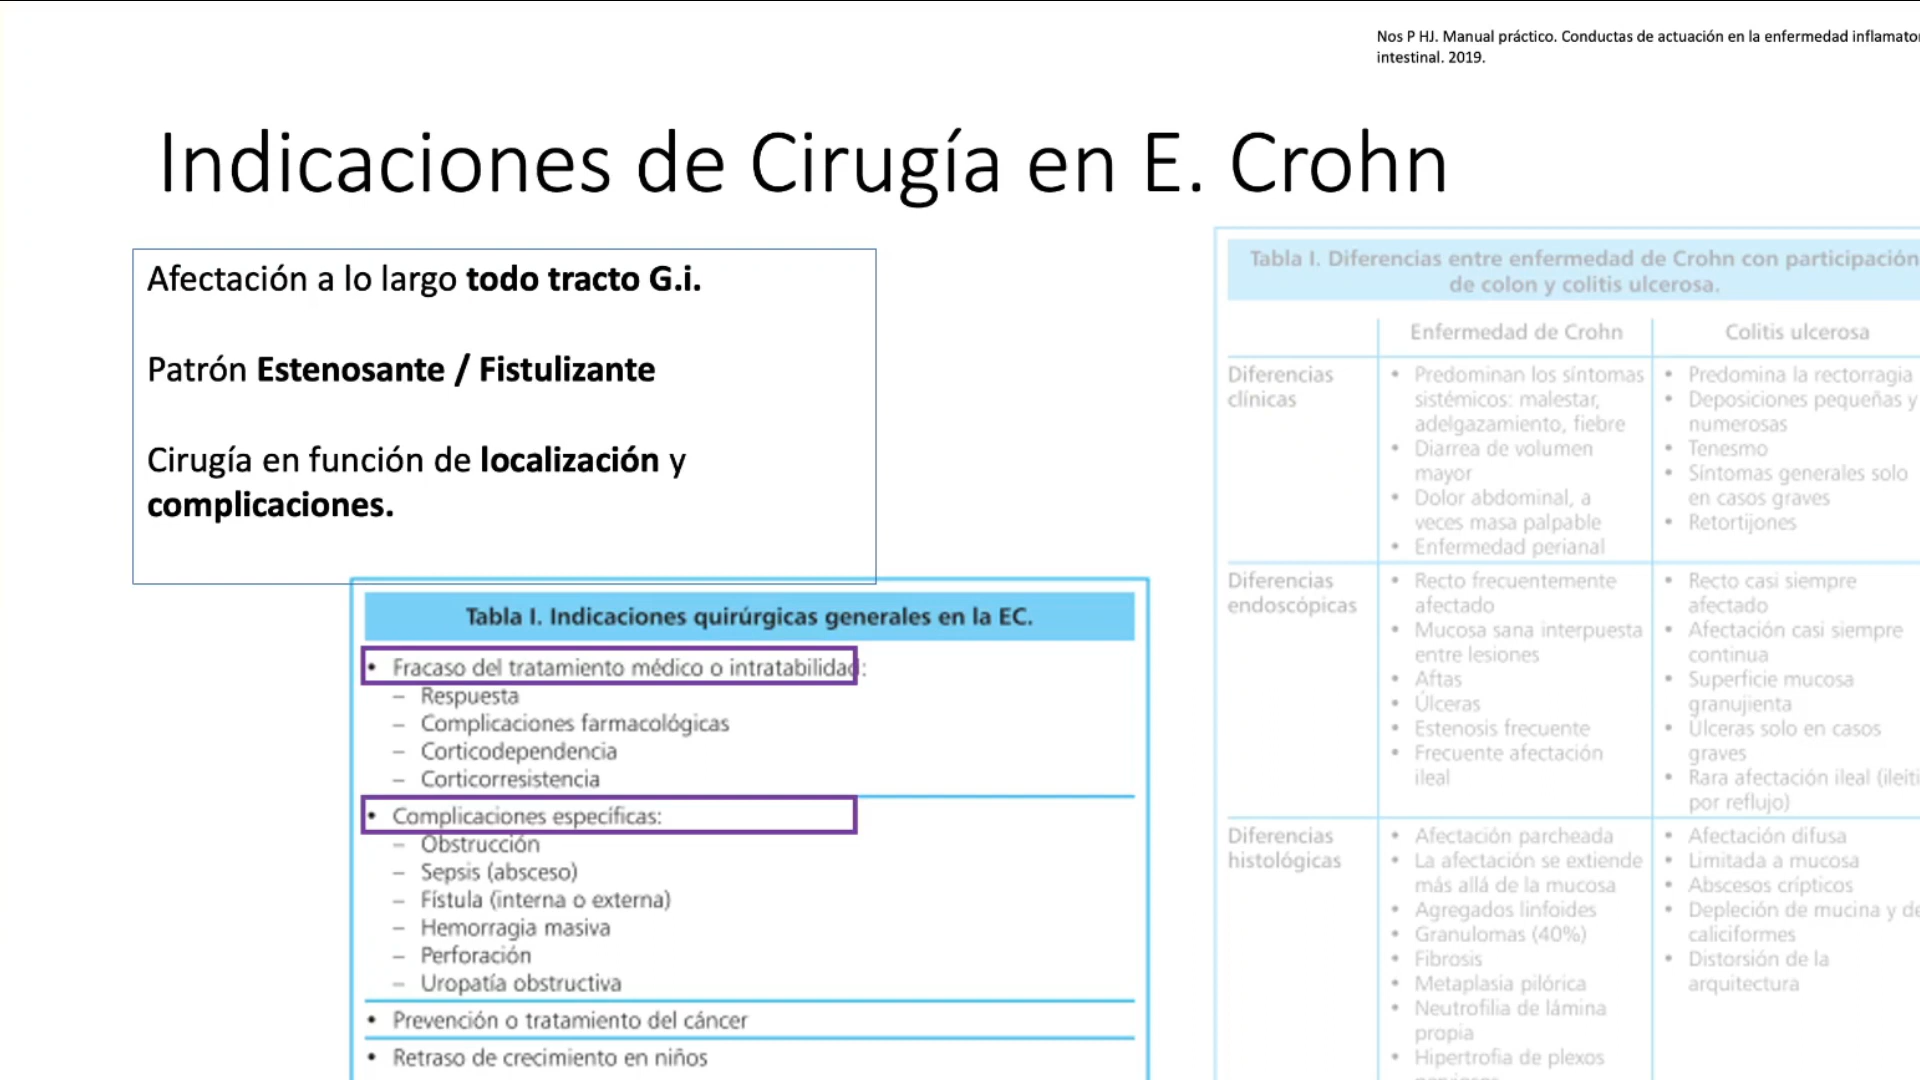 Nos P HJ. Manual práctico. Conductas de actuación en la enfermedad
intestinal. 2019.
Indicaciones de Cirugía en E. Crohn
Afectación a lo largo todo tracto G.i.
Patrón Estenosante / Fistulizante
Cirugía en función de localización y
complicaciones.
Tabla I. Indicaciones quirúrgicas generales en la EC.
• Fracaso del tratamiento médico o intratabilidad:
– Respuesta
– Complicaciones farmacológicas
– Corticodependencia
– Corticorresistencia
• Complicaciones específicas:
– Obstrucción
– Sepsis (absceso)
– Fístula (interna o externa)
– Hemorragia masiva
– Perforación
– Uropatía obstructiva
• Prevención o tratamiento del cáncer
• Retraso de crecimiento en niños
Tabla I. Diferencias entre enfermedad de Crohn con participación
de colon y colitis ulcerosa.
Enfermedad de Crohn
Colitis ulcerosa
Diferencias
clínicas
• Predominan los síntomas
sistémicos: malestar,
adelgazamiento, fiebre
• Diarrea de volumen
mayor
• Dolor abdominal, a
veces masa palpable
• Enfermedad perianal
• Predomina la rectorragia
• Deposiciones pequeñas y
numerosas
• Tenesmo
• Síntomas generales solo
en casos graves
• Retortijones
Diferencias
endoscópicas
• Recto frecuentemente
afectado
• Mucosa sana interpuesta
entre lesiones
• Aftas
• Úlceras
• Estenosis frecuente
• Frecuente afectación
ileal
• Recto casi siempre
afectado
• Afectación casi siempre
continua
• Superficie mucosa
granujienta
• Úlceras solo en casos
graves
• Rara afectación ileal
por reflujo)
Diferencias
histológicas
• Afectación parcheada
• La afectación se extiende
más allá de la mucosa
• Agregados linfoides
• Granulomas (40%)
• Fibrosis
• Metaplasia pilórica
• Neutrofilia de lámina
propia
• Hipertrofia de plexos
• Afectación difusa
• Limitada a mucosa
• Abscesos crípticos
• Depleción de mucina y
caliciformes
• Distorsión de la
arquitectura